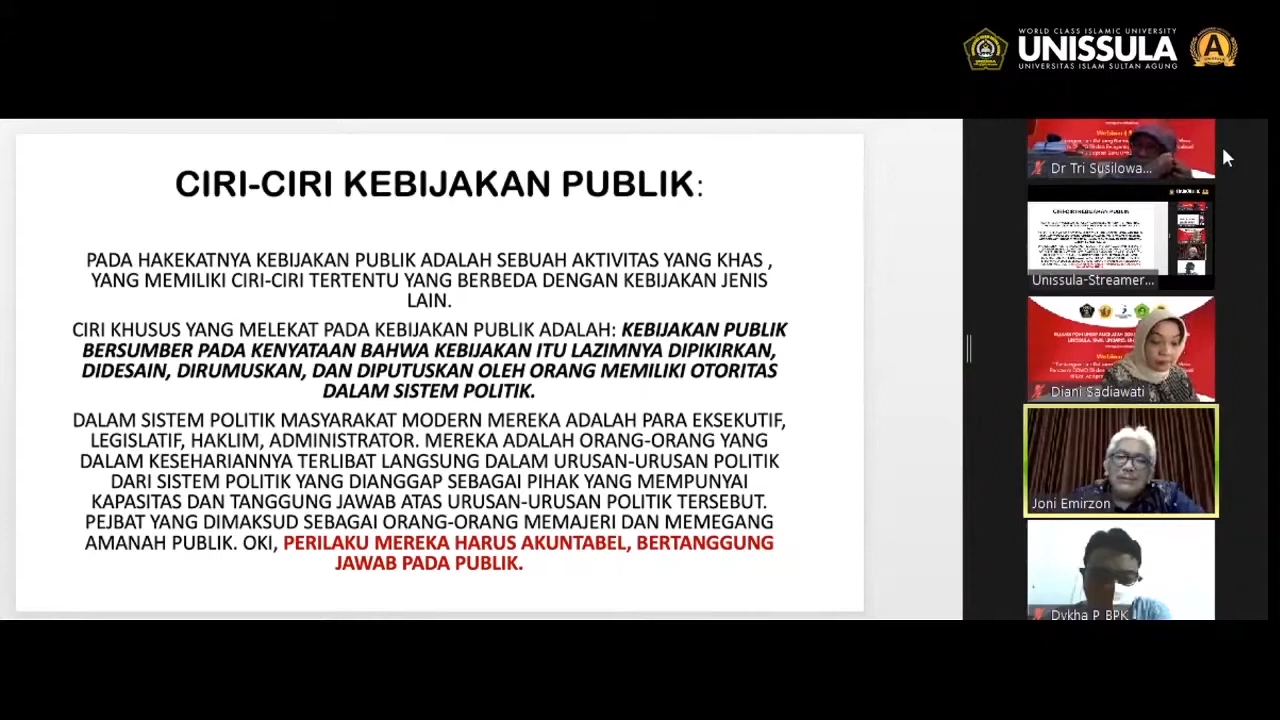 WORLD CLASS ISLAMIC UNIVERSITY
UNISSULA
UNIVERSITAS ISLAM SULTAN AGUNG
CIRI-CIRI KEBIJAKAN PUBLIK:
PADA HAKEKATNYA KEBIJAKAN PUBLIK ADALAH SEBUAH AKTIVITAS YANG KHAS ,
YANG MEMILIKI CIRI-CIRI TERTENTU YANG BERBEDA DENGAN KEBIJAKAN JENIS
LAIN.
CIRI KHUSUS YANG MELEKAT PADA KEBIJAKAN PUBLIK ADALAH: KEBIJAKAN PUBLIK
BERSUMBER PADA KENYATAAN BAHWA KEBIJAKAN ITU LAZIMNYA DIPIKIRKAN,
DIDESAIN, DIRUMUSKAN, DAN DIPUTUSKAN OLEH ORANG MEMILIKI OTORITAS
DALAM SISTEM POLITIK.
DALAM SISTEM POLITIK MASYARAKAT MODERN MEREKA ADALAH PARA EKSEKUTIF,
LEGISLATIF, HAKLIM, ADMINISTRATOR. MEREKA ADALAH ORANG-ORANG YANG
DALAM KESEHARIANNYA TERLIBAT LANGSUNG DALAM URUSAN-URUSAN POLITIK
DARI SISTEM POLITIK YANG DIANGGAP SEBAGAI PIHAK YANG MEMPUNYAI
KAPASITAS DAN TANGGUNG JAWAB ATAS URUSAN-URUSAN POLITIK TERSEBUT.
PEJBAT YANG DIMAKSUD SEBAGAI ORANG-ORANG MEMAJERI DAN MEMEGANG
AMANAH PUBLIK. OKI, PERILAKU MEREKA HARUS AKUNTABEL, BERTANGGUNG
JAWAB PADA PUBLIK.
Dr Tri Susilowa...
CIRI-CIRI KEBIJAKAN PUBLIK
Unissula-Streamer...
Diani Sadiawati
Joni Emirzon
Dykha P_BPK